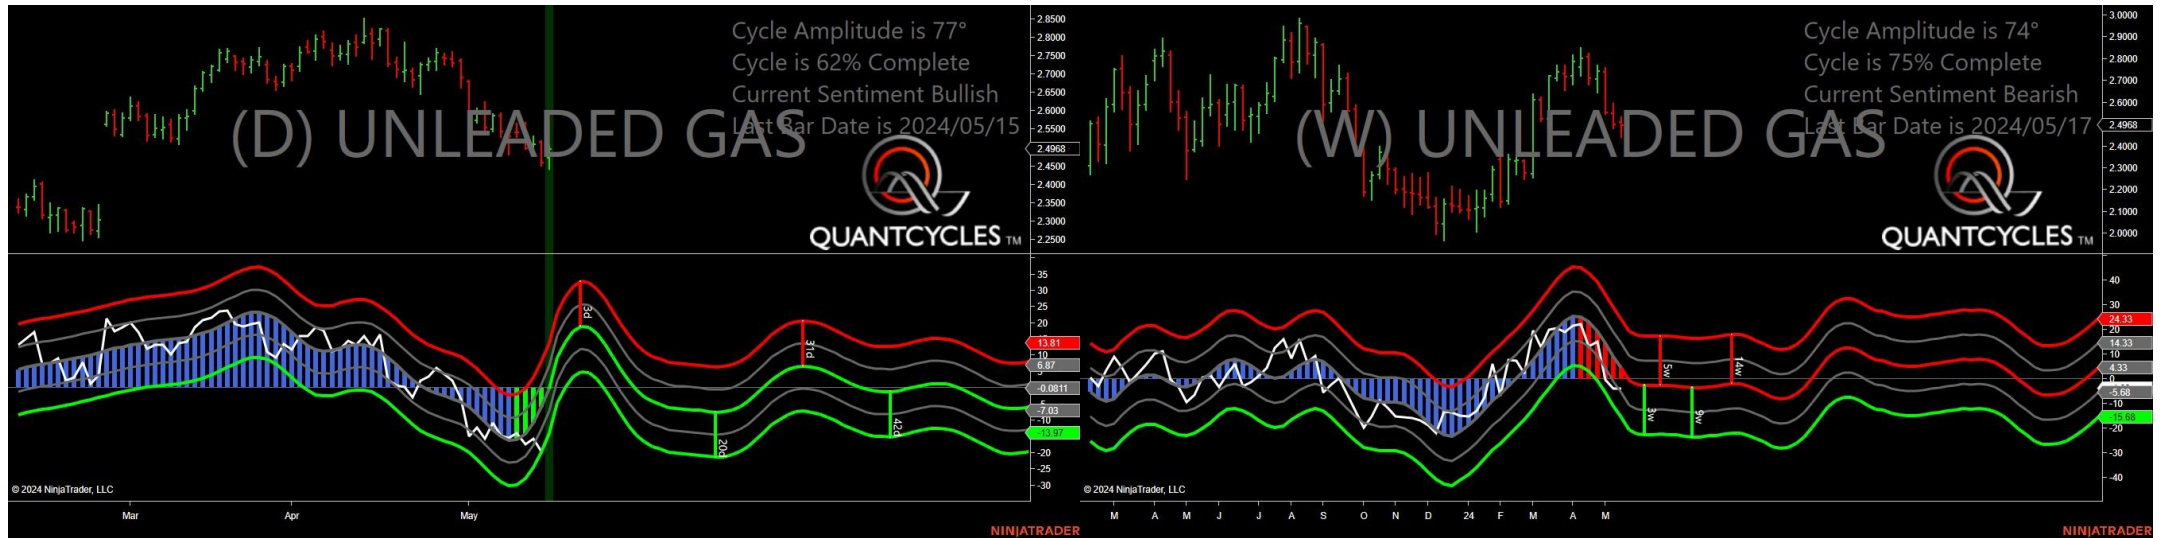 Cycle Amplitude is 77°
Cycle is 62% Complete
Current Sentiment Bullish
Last Bar Date is 2024/05/15
(D) UNLEADED GAS
QUANTCYCLES TM
2.8500
2.8000
2.7500
2.7000
2.6500
2.6000
2.5500
2.4968
2.4500
2.4000
2.3500
2.3000
2.2500
35
30
25
20
13.81
10
6.87
-0.0811
-7.03
-10
-13.97
-20
-25
-30
3d
31d
20d
42d
© 2024 NinjaTrader, LLC
Mar
Apr
May
NINJATRADER
Cycle Amplitude is 74°
Cycle is 75% Complete
Current Sentiment Bearish
Last Bar Date is 2024/05/17
(W) UNLEADED GAS
QUANTCYCLES TM
3.0000
2.9000
2.8000
2.7000
2.6000
2.4968
2.4000
2.3000
2.2000
2.1000
2.0000
40
30
24.33
20
14.33
10
4.33
0
-5.68
-10
-15.68
-20
-30
-40
5w
14w
3w
9w
© 2024 NinjaTrader, LLC
M
A
M
J
J
A
S
O
N
D
24
F
M
A
M
NINJATRADER